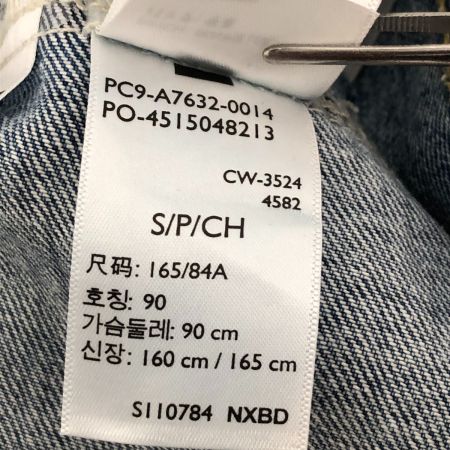 PC9-A7632-0014
PO-4515048213
CW-3524
4582
S/P/CH
尺码: 165/84A
호칭: 90
가슴둘레: 90 cm
신장: 160 cm / 165 cm
S110784 NXBD